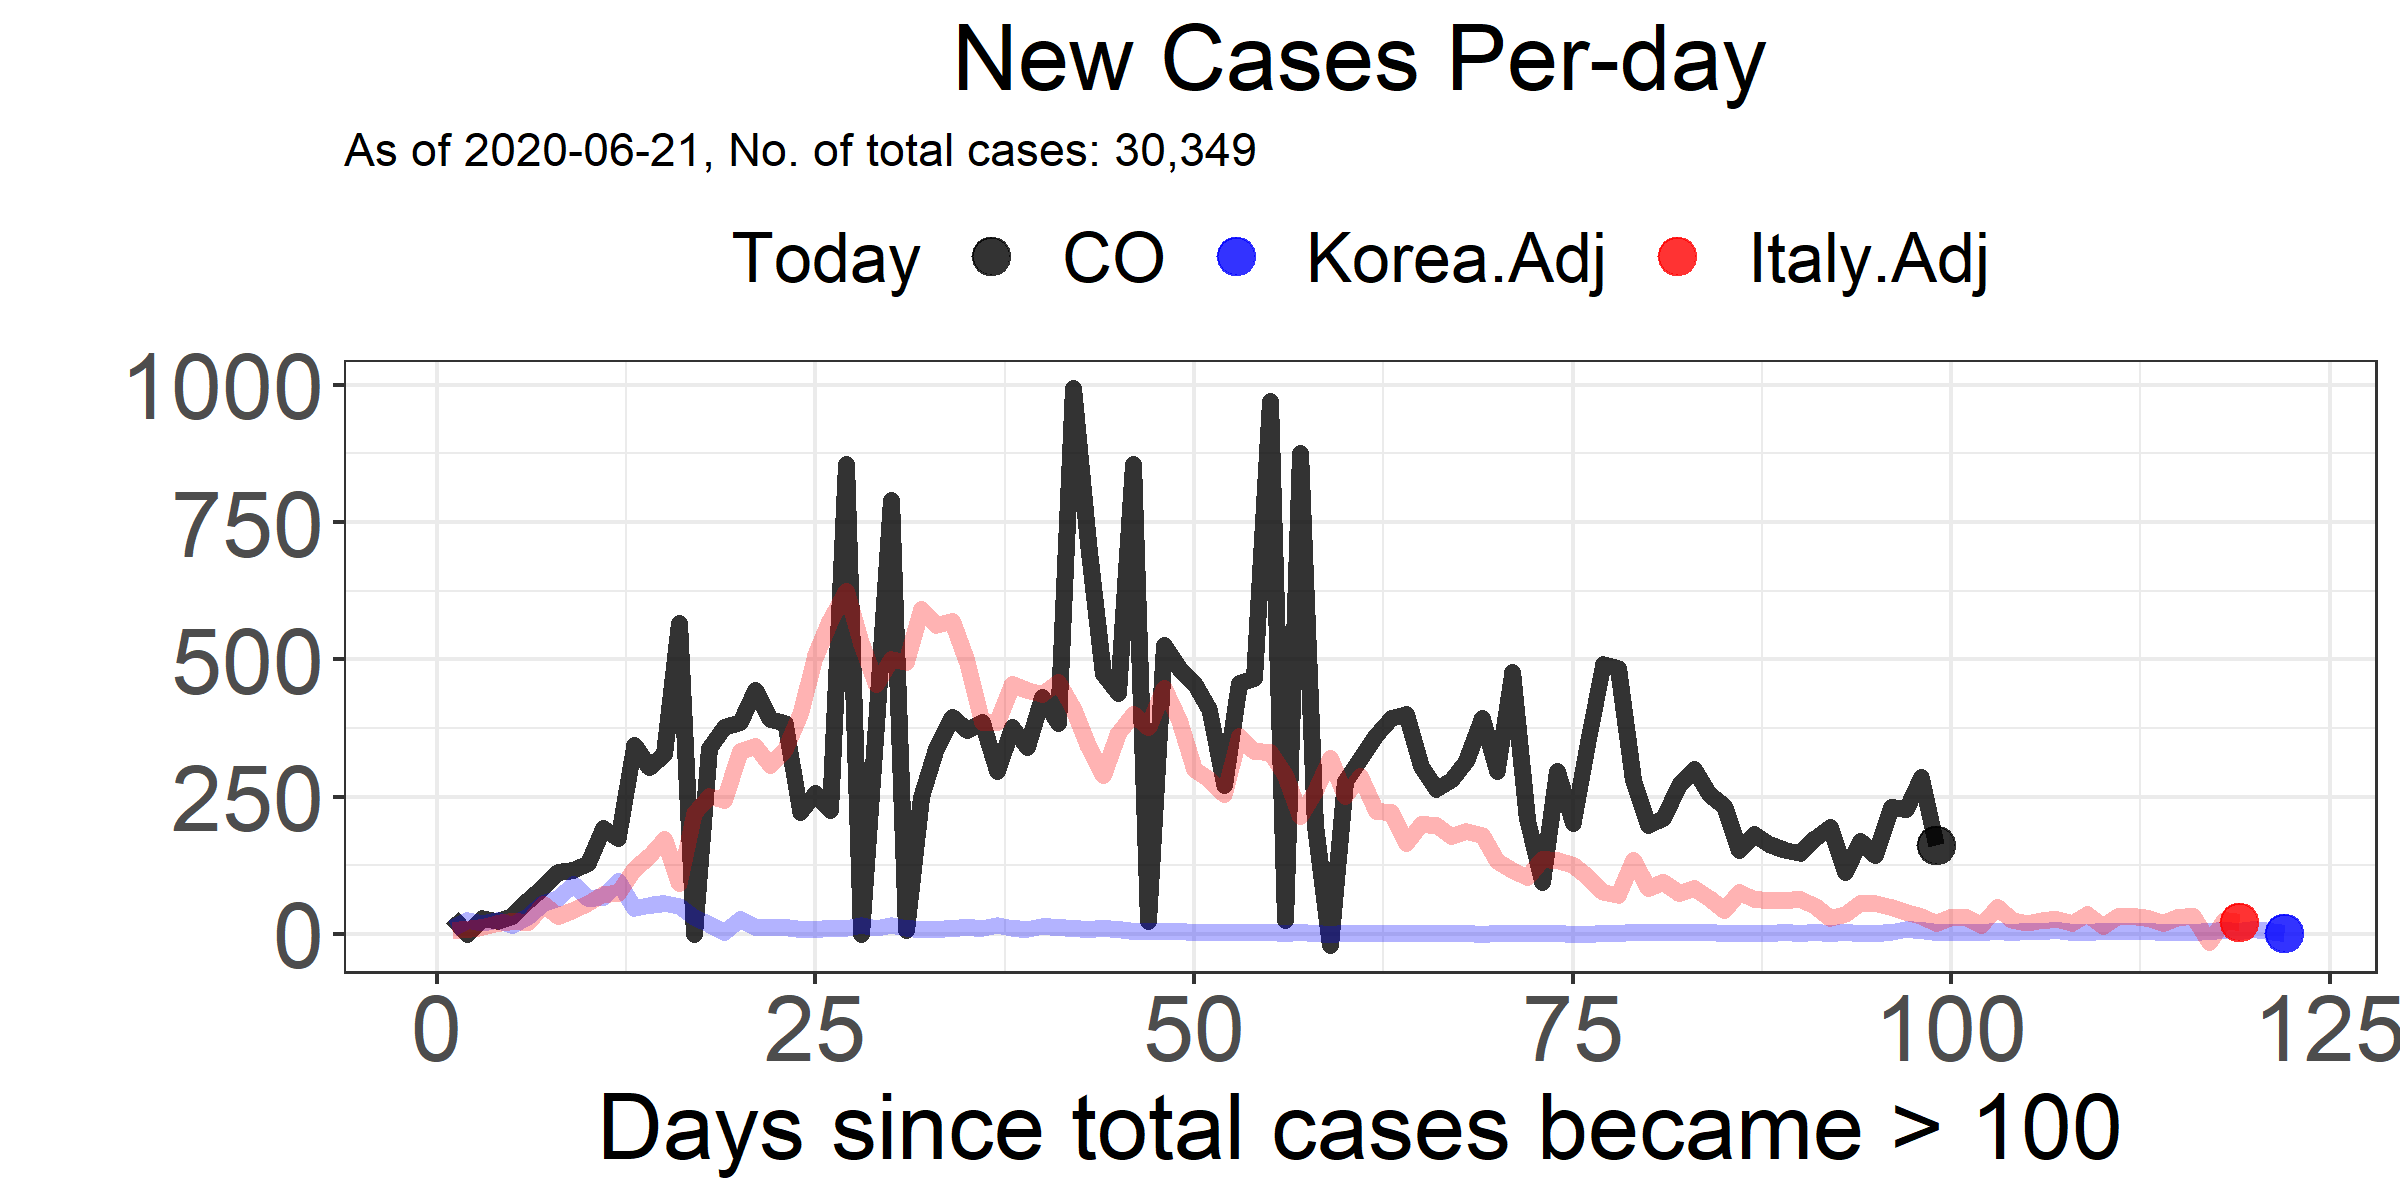 New Cases Per-day
As of 2020-06-21, No. of total cases: 30,349
Today CO Korea.Adj Italy.Adj
1000
750
500
250
0
0 25 50 75 100 125
Days since total cases became > 100